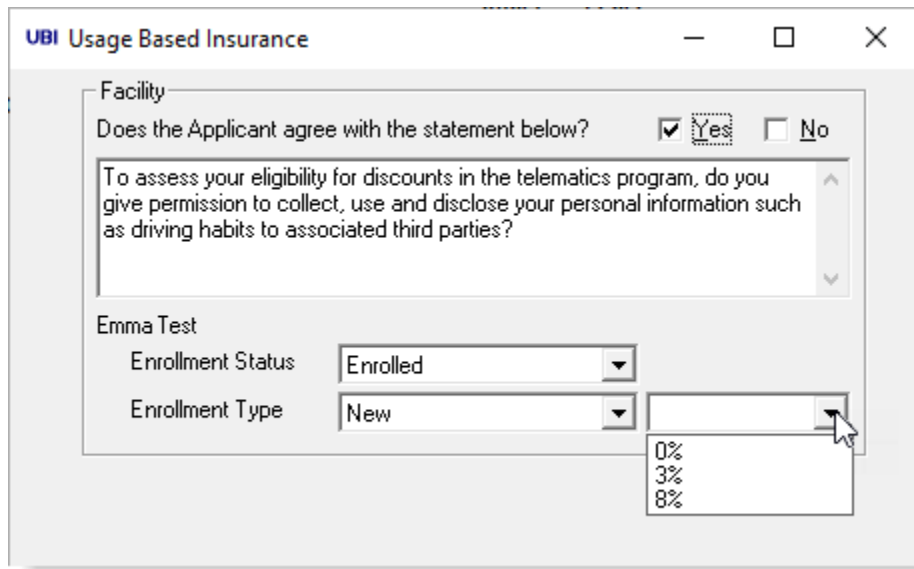 UBI Usage Based Insurance
Facility
Does the Applicant agree with the statement below? Yes No
To assess your eligibility for discounts in the telematics program, do you
give permission to collect, use and disclose your personal information such
as driving habits to associated third parties?
Emma Test
Enrollment Status Enrolled
Enrollment Type New
0%
3%
8%